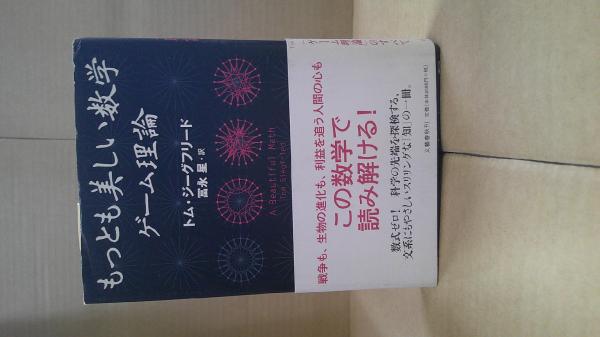 もっとも美しい数学
ゲーム理論
トム・ジーグフリード
冨永星・訳
A Beautiful Math
Tom Siegfried
戦争も、生物の進化も、利益を追う人間の心も
この数学で
読み解ける!
数式ゼロ! 科学の先端を探検する、
文系にもやさしいスリリングな「知」の一冊。
文藝春秋刊